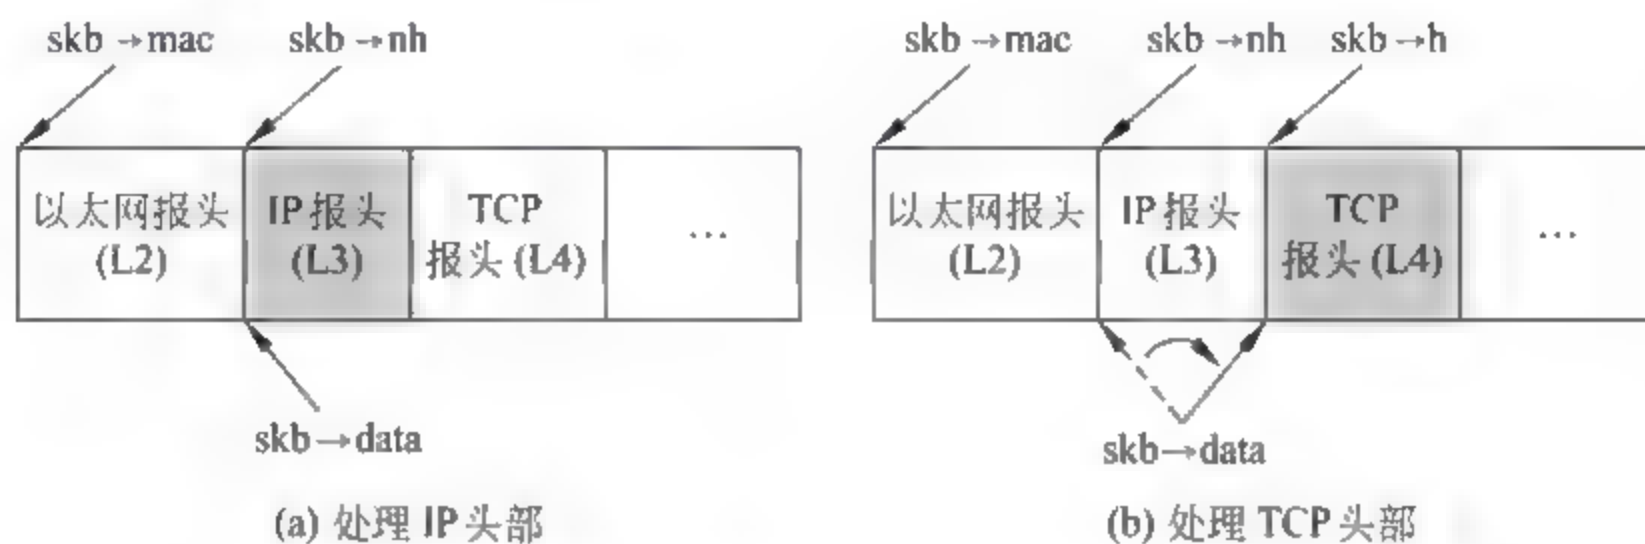 skb→mac
skb→nh
以太网报头
(L2)
IP报头
(L3)
TCP
报头(L4)
...
skb→data
(a) 处理IP头部
skb→mac
skb→nh
skb→h
以太网报头
(L2)
IP报头
(L3)
TCP
报头(L4)
...
skb→data
(b) 处理TCP头部